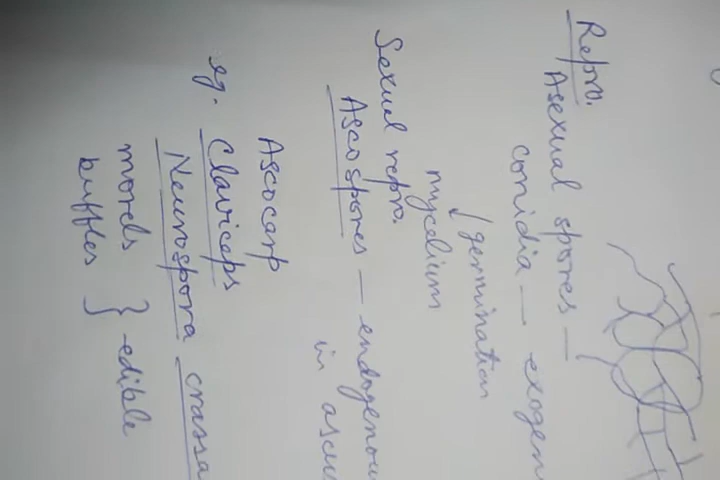 Repro.
Asexual spores —
conidia — exogen
↓ germination
mycelium
Sexual repro.
Ascospores — endogenou
in ascu
Ascocarp
eg. Claviceps
Neurospora crassa
morels
buffles } edible